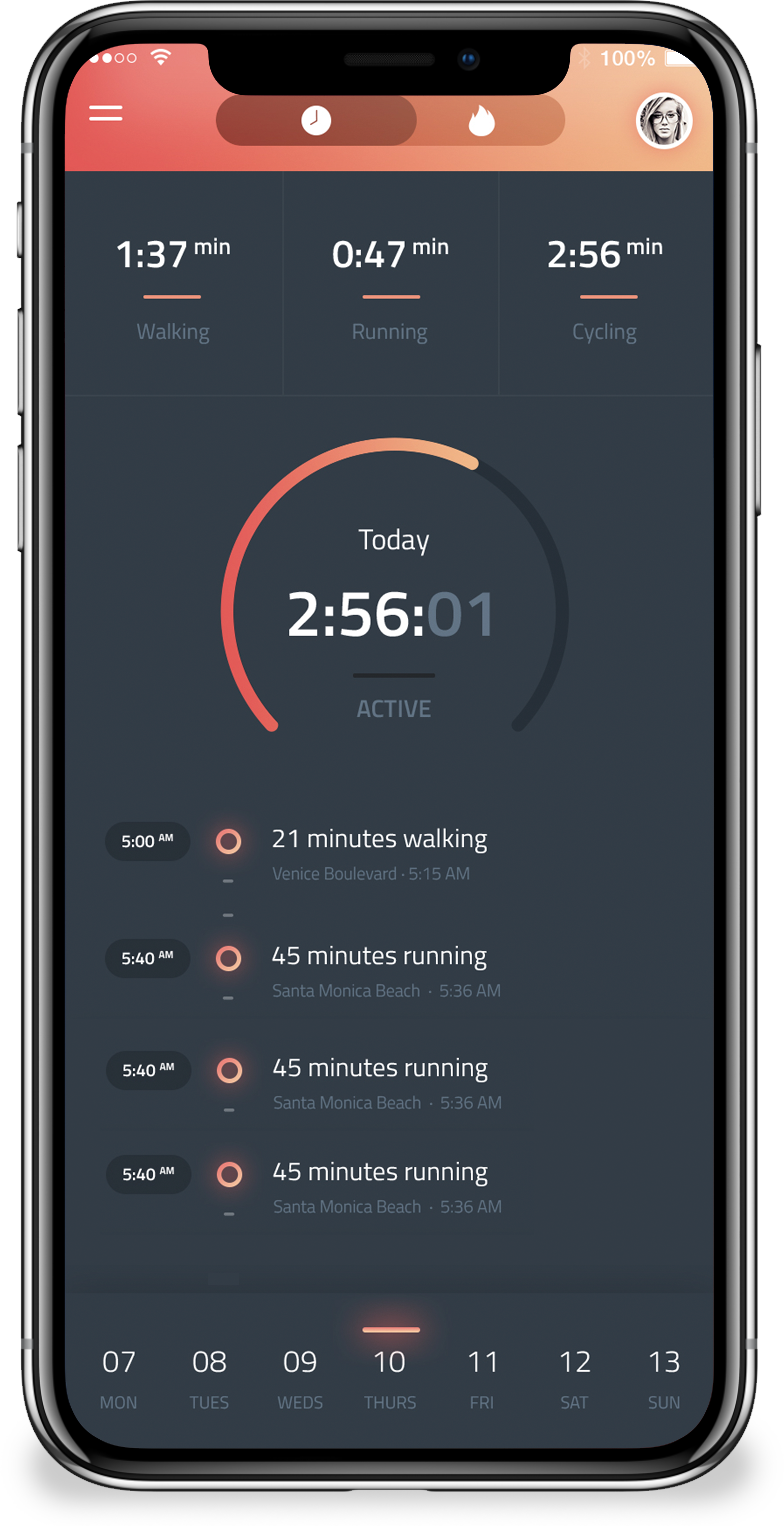 100%
1:37 min 0:47 min 2:56 min
Walking Running Cycling
Today
2:56:01
ACTIVE
5:00 AM 21 minutes walking
Venice Boulevard · 5:15 AM
5:40 AM 45 minutes running
Santa Monica Beach · 5:36 AM
5:40 AM 45 minutes running
Santa Monica Beach · 5:36 AM
5:40 AM 45 minutes running
Santa Monica Beach · 5:36 AM
07 08 09 10 11 12 13
MON TUES WEDS THURS FRI SAT SUN